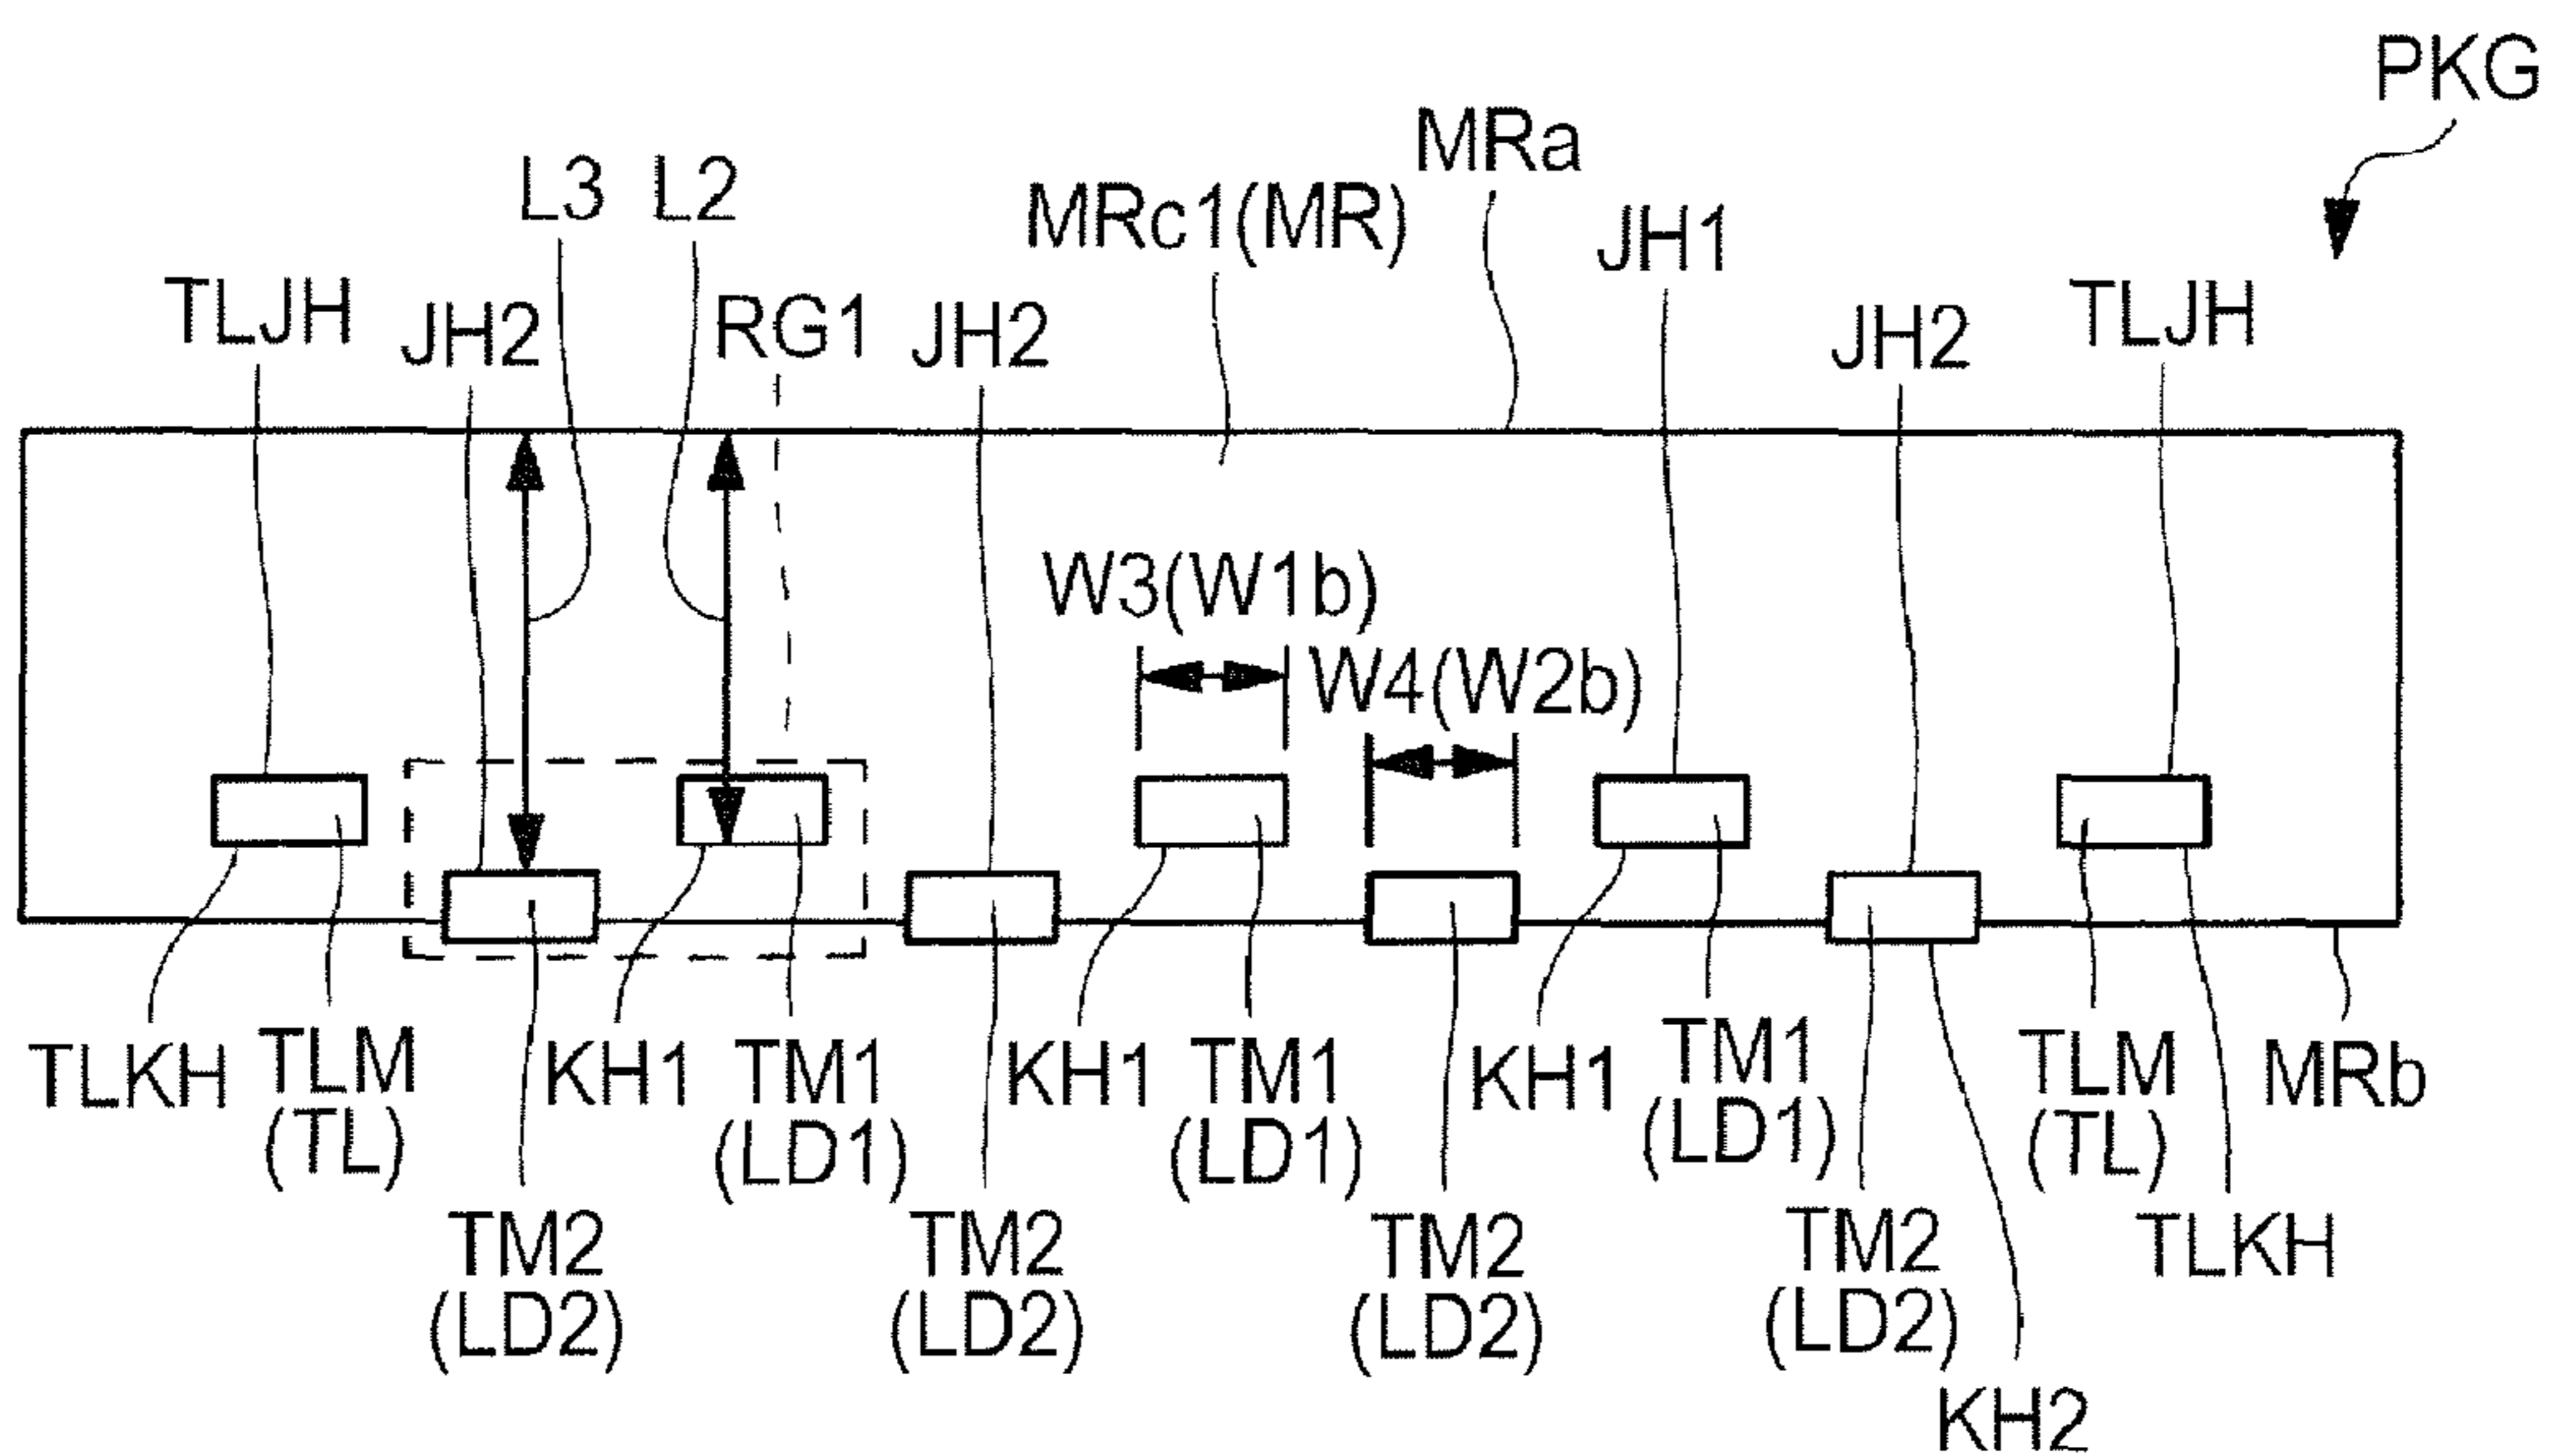 PKG
MRa
L3 L2 MRc1(MR) JH1
TLJH JH2 RG1 JH2 JH2 TLJH
W3(W1b)
W4(W2b)
TLKH TLM KH1 TM1 KH1 TM1 KH1 TM1 TLM MRb
(TL) (LD1) (LD1) (LD1) (TL)
TM2 TM2 TM2 TM2 TLKH
(LD2) (LD2) (LD2) (LD2)
KH2